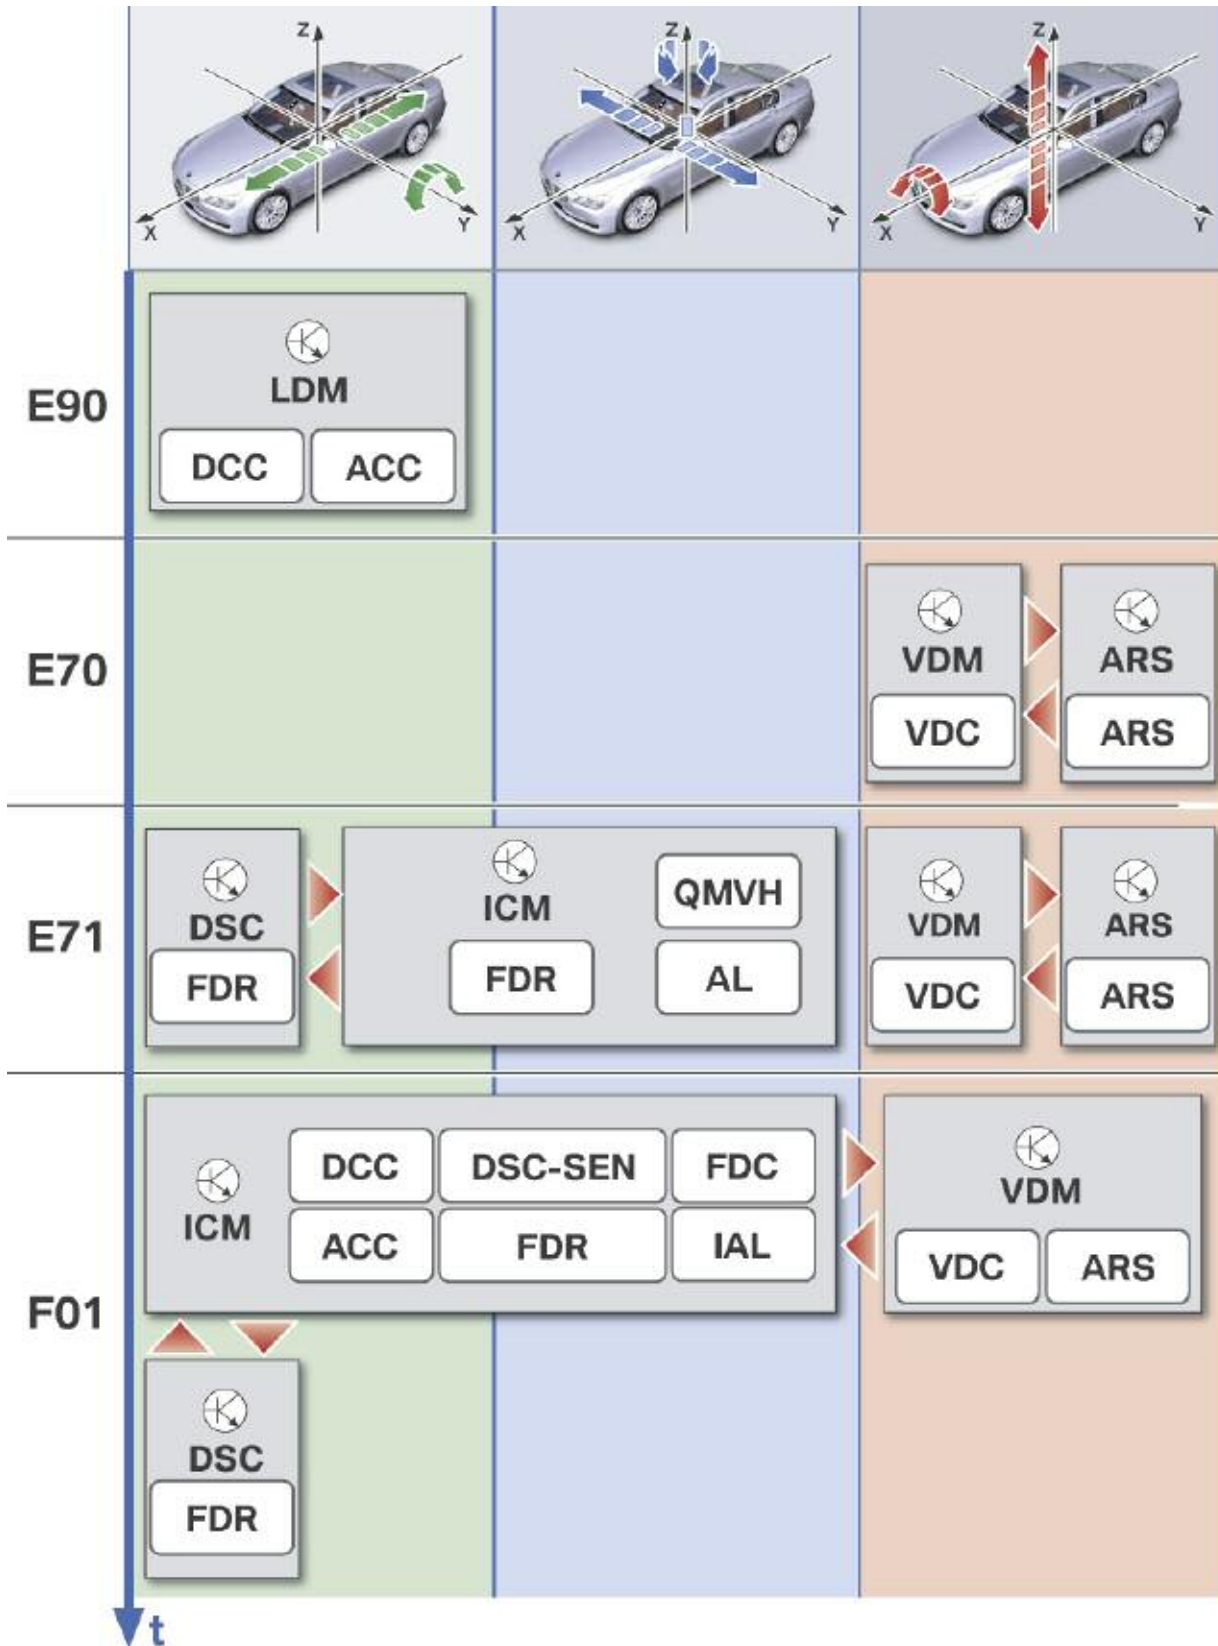 Z
X
Y
Z
X
Y
Z
X
Y
E90
LDM
DCC ACC
E70
VDM ARS
VDC ARS
E71
DSC
FDR
ICM
QMVH
FDR AL
VDM ARS
VDC ARS
F01
ICM
DCC DSC-SEN FDC
ACC FDR IAL
VDM
VDC ARS
DSC
FDR
t